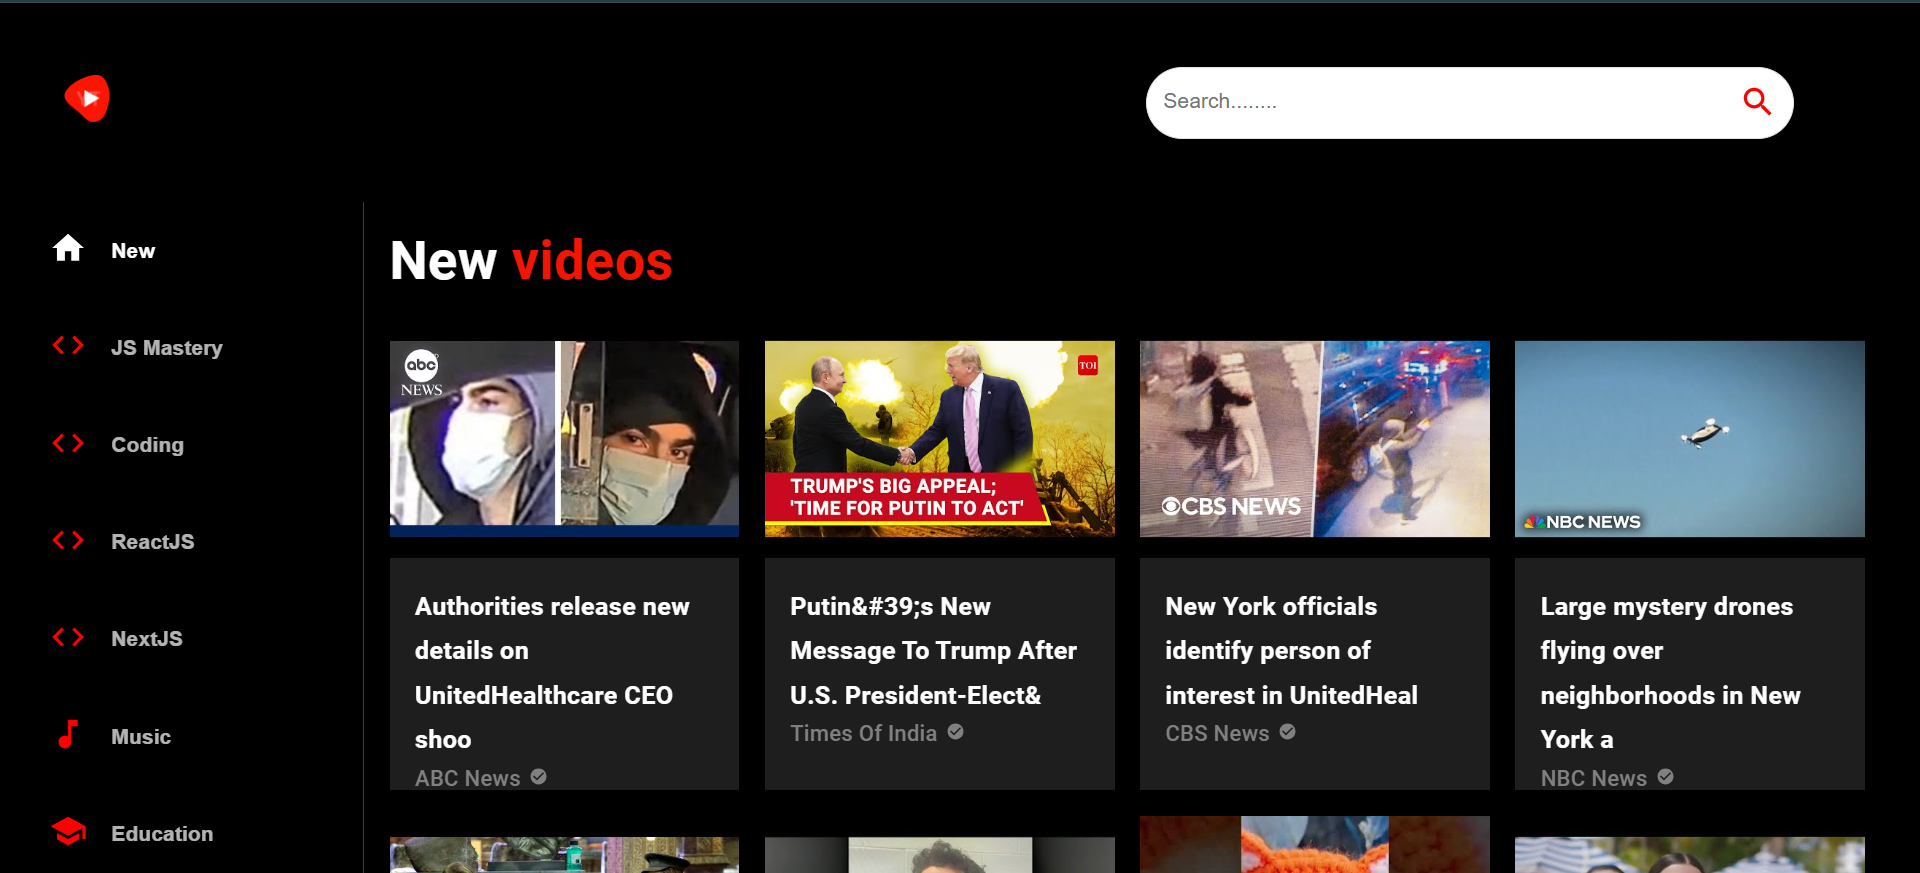 Search........
New
JS Mastery
Coding
ReactJS
NextJS
Music
Education
New videos
abc
NEWS
TOI
TRUMP'S BIG APPEAL;
'TIME FOR PUTIN TO ACT'
CBS NEWS
NBC NEWS
Authorities release new
details on
UnitedHealthcare CEO
shoo
ABC News
Putin&#39;s New
Message To Trump After
U.S. President-Elect&
Times Of India
New York officials
identify person of
interest in UnitedHeal
CBS News
Large mystery drones
flying over
neighborhoods in New
York a
NBC News